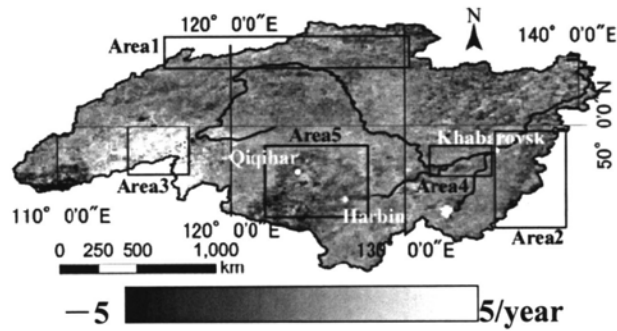 120° 0'0"E
N
140° 0'0"E
Area1
50° 0'0"N
Area5
Khabarovsk
Qiqihar
Area3
Area4
Harbin
110° 0'0"E
120° 0'0"E
130° 0'0"E
Area2
0 250 500 1,000
km
−5
5/year